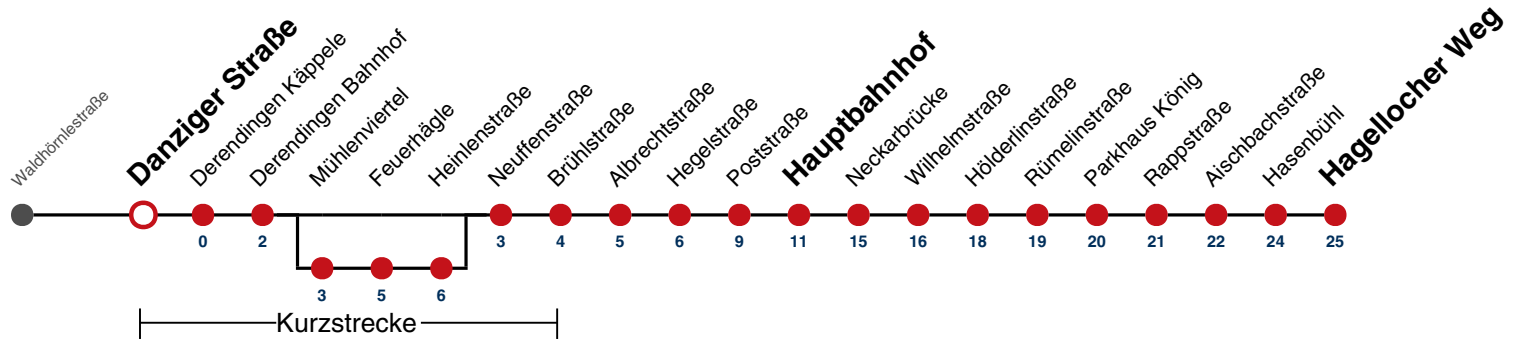 Waldhörnlestraße
Danziger Straße
Derendingen Käppele
Derendingen Bahnhof
Mühlenviertel
Feuerhägle
Heinlenstraße
Neuffenstraße
Brühlstraße
Albrechtstraße
Hegelstraße
Poststraße
Hauptbahnhof
Neckarbrücke
Wilhelmstraße
Hölderlinstraße
Rümelinstraße
Parkhaus König
Rappstraße
Aischbachstraße
Hasenbühl
Hagellocher Weg
0 2 3 4 5 6 9 11 15 16 18 19 20 21 22 24 25
3 5 6
Kurzstrecke